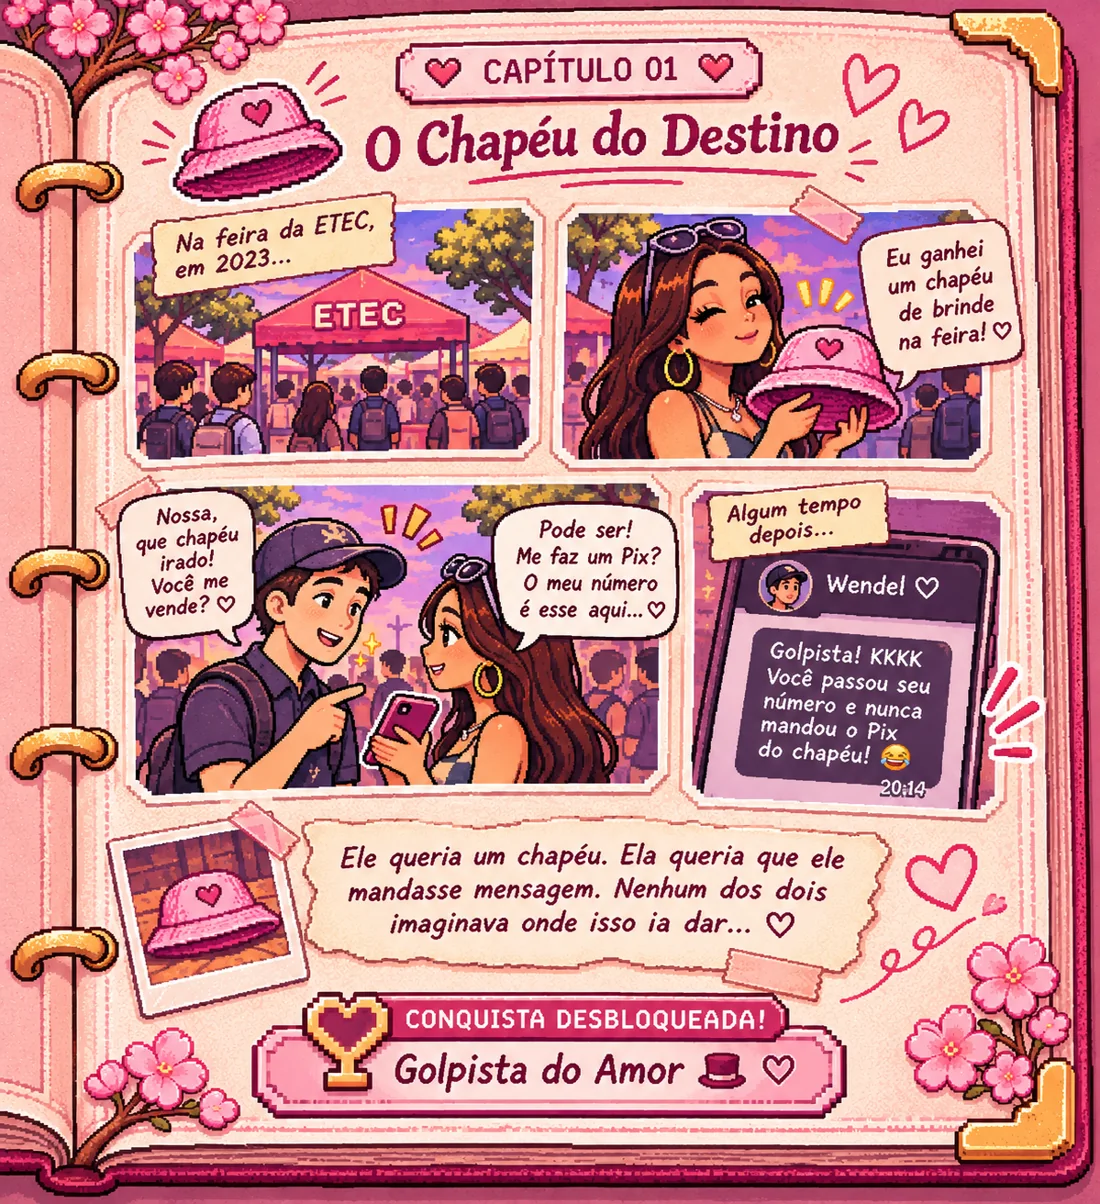 CAPÍTULO 01
O Chapéu do Destino
Na feira da ETEC,
em 2023...
ETEC
Eu ganhei
um chapéu
de brinde
na feira! ♡
Nossa,
que chapéu
irado!
Você me
vende? ♡
Pode ser!
Me faz um Pix?
O meu número
é esse aqui... ♡
Algum tempo
depois...
Wendel ♡
Golpista! KKKK
Você passou seu
número e nunca
mandou o Pix
do chapéu! 😂
20:14
Ele queria um chapéu. Ela queria que ele
mandasse mensagem. Nenhum dos dois
imaginava onde isso ia dar... ♡
CONQUISTA DESBLOQUEADA!
Golpista do Amor 🎩 ♡